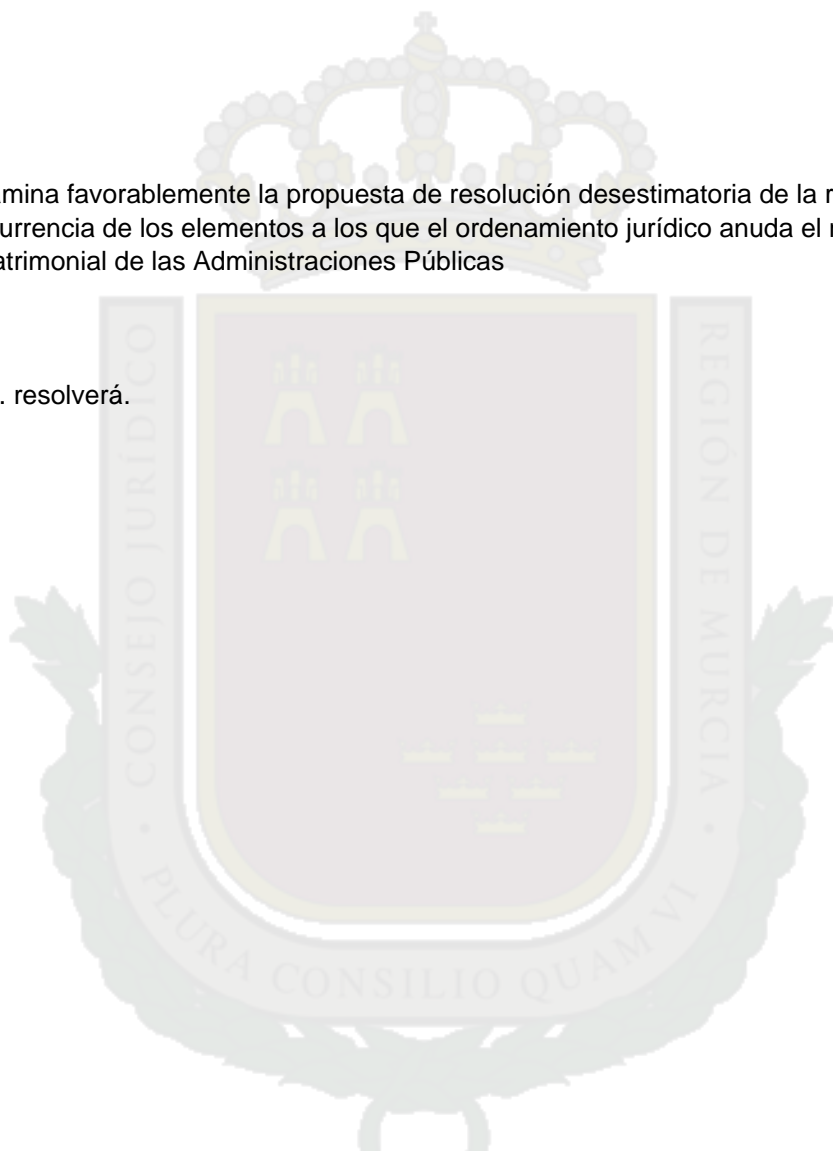 amina favorablemente la propuesta de resolución desestimatoria de la r
urrencia de los elementos a los que el ordenamiento jurídico anuda el r
atrimonial de las Administraciones Públicas
. resolverá.
CONSEJO JURÍDICO
REGIÓN DE MURCIA
PLURA CONSILIO QUAM VI